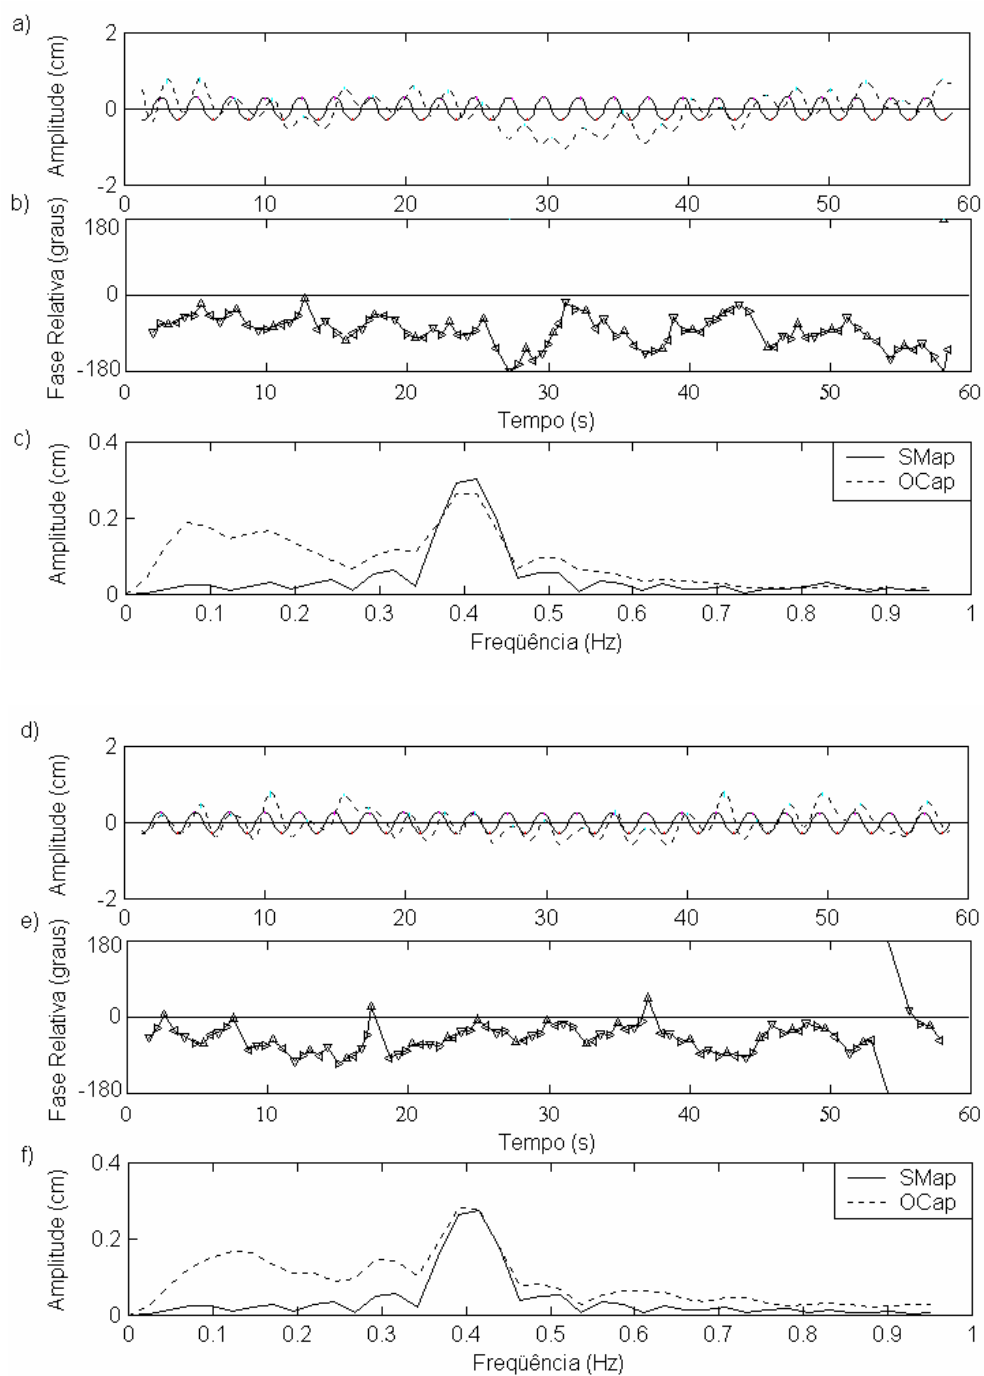 a)
Amplitude (cm)
2
0
-2
0 10 20 30 40 50 60
b)
Fase Relativa (graus)
180
0
-180
0 10 20 30 40 50 60
Tempo (s)
c)
Amplitude (cm)
0.4
0.2
0
SMap
OCap
0 0.1 0.2 0.3 0.4 0.5 0.6 0.7 0.8 0.9 1
Freqüência (Hz)
d)
Amplitude (cm)
2
0
-2
0 10 20 30 40 50 60
e)
Fase Relativa (graus)
180
0
-180
0 10 20 30 40 50 60
Tempo (s)
f)
Amplitude (cm)
0.4
0.2
0
SMap
OCap
0 0.1 0.2 0.3 0.4 0.5 0.6 0.7 0.8 0.9 1
Freqüência (Hz)